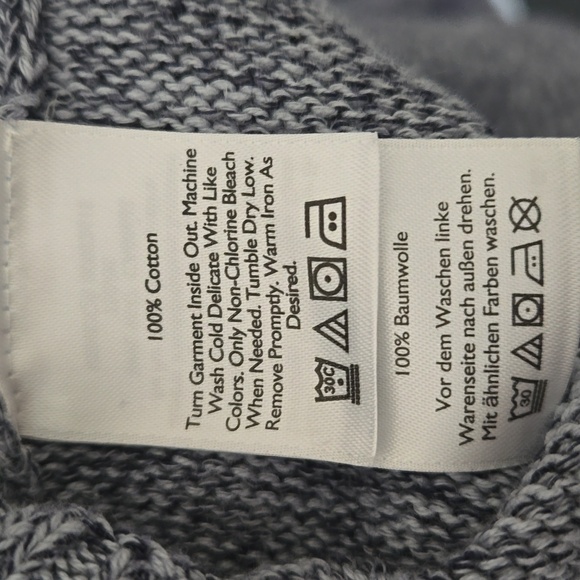 100% Cotton
Turn Garment Inside Out. Machine
Wash Cold Delicate With Like
Colors. Only Non-Chlorine Bleach
When Needed. Tumble Dry Low.
Remove Promptly. Warm Iron As
Desired.
30C
100% Baumwolle
Vor dem Waschen linke
Warenseite nach außen drehen.
Mit ähnlichen Farben waschen.
30